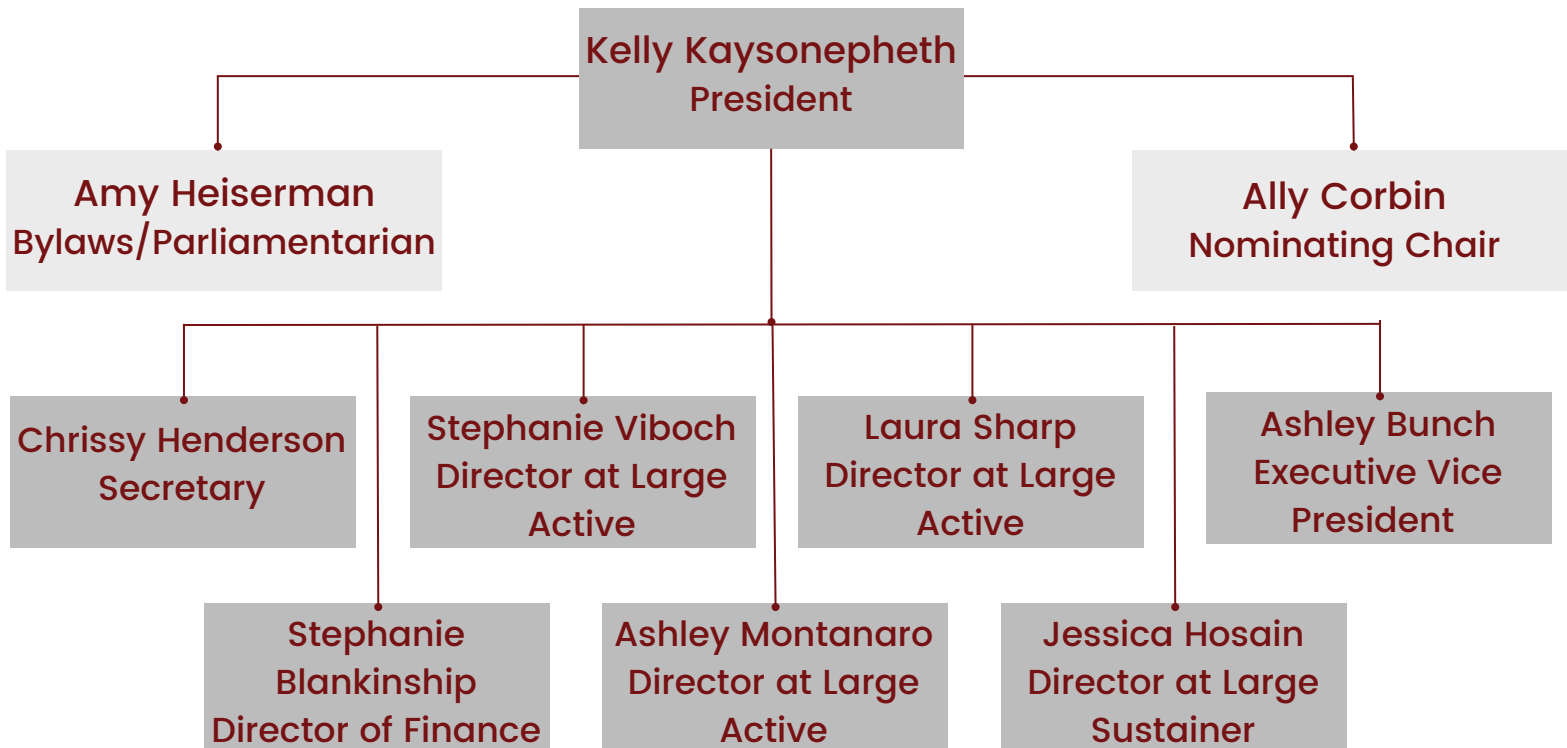 Kelly Kaysonepheth
President
Amy Heiserman
Bylaws/Parliamentarian
Ally Corbin
Nominating Chair
Chrissy Henderson
Secretary
Stephanie Viboch
Director at Large
Active
Laura Sharp
Director at Large
Active
Ashley Bunch
Executive Vice
President
Stephanie
Blankinship
Director of Finance
Ashley Montanaro
Director at Large
Active
Jessica Hosain
Director at Large
Sustainer